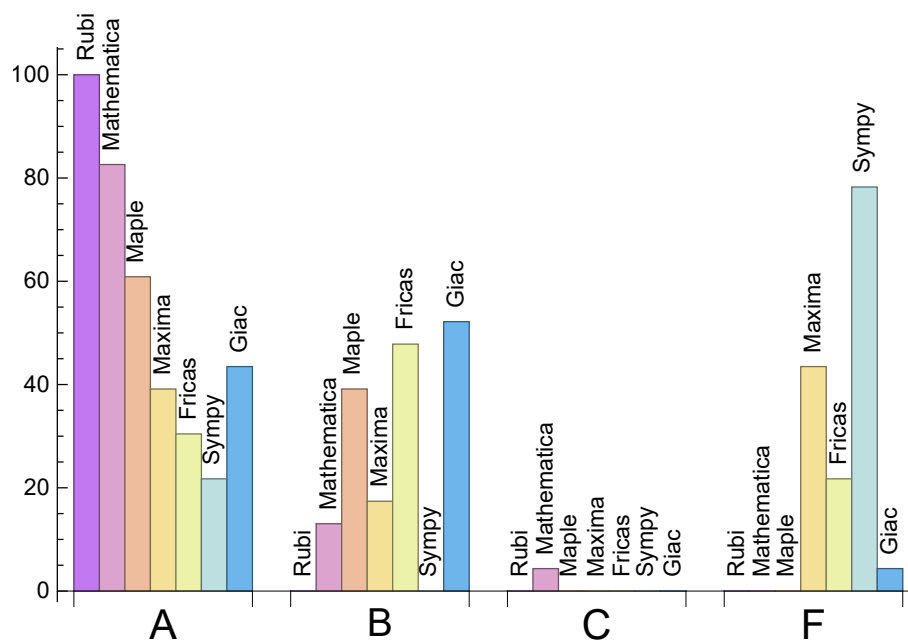 100
80
60
40
20
0
Rubi
Mathematica
Maple
Maxima
Fricas
Sympy
Giac
A
Rubi
Mathematica
Maple
Maxima
Fricas
Sympy
Giac
B
Rubi
Mathematica
Maple
Maxima
Fricas
Sympy
Giac
C
Rubi
Mathematica
Maple
Maxima
Fricas
Sympy
Giac
F